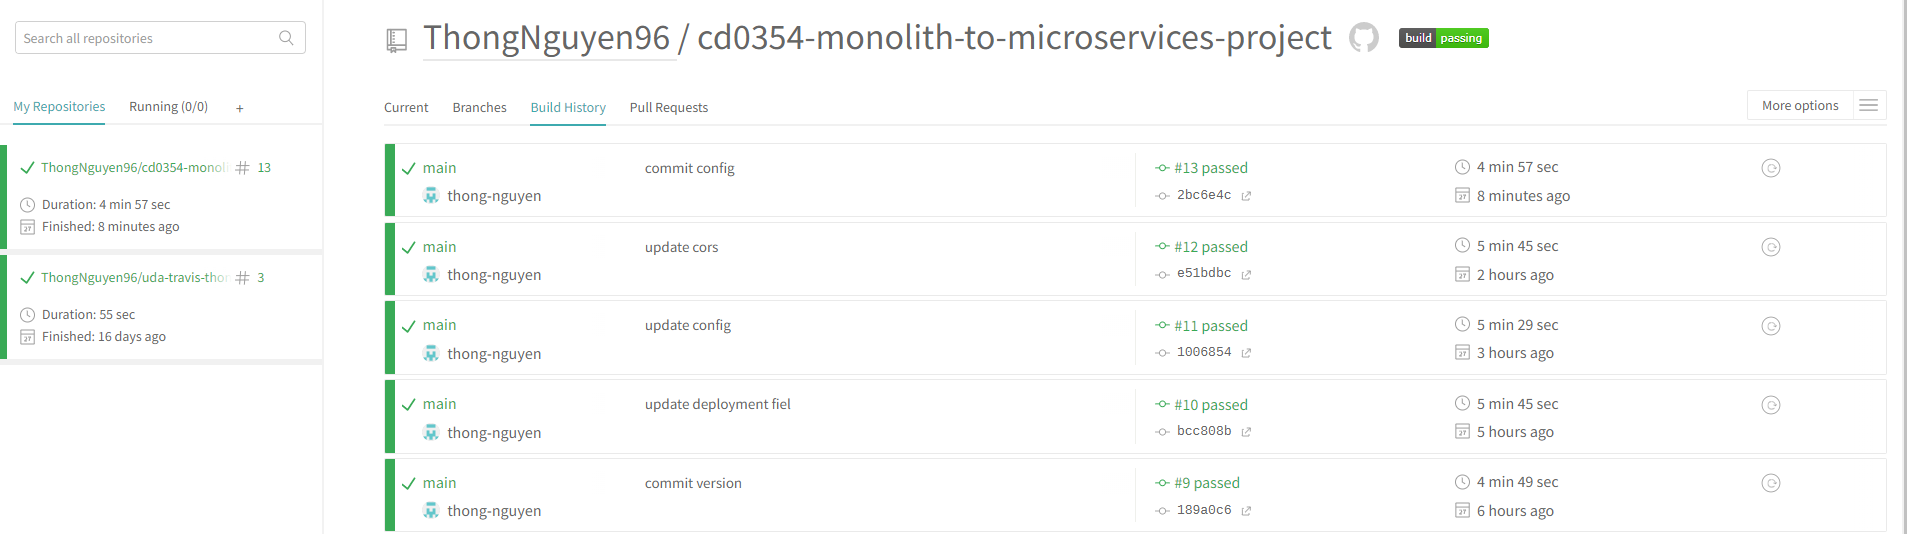 Search all repositories
My Repositories Running (0/0) +
ThongNguyen96/cd0354-monol # 13
Duration: 4 min 57 sec
Finished: 8 minutes ago
ThongNguyen96/uda-travis-thon # 3
Duration: 55 sec
Finished: 16 days ago
ThongNguyen96 / cd0354-monolith-to-microservices-project build passing
Current Branches Build History Pull Requests More options
main commit config #13 passed 4 min 57 sec
thong-nguyen 2bc6e4c 8 minutes ago
main update cors #12 passed 5 min 45 sec
thong-nguyen e51bdbc 2 hours ago
main update config #11 passed 5 min 29 sec
thong-nguyen 1006854 3 hours ago
main update deployment fiel #10 passed 5 min 45 sec
thong-nguyen bcc808b 5 hours ago
main commit version #9 passed 4 min 49 sec
thong-nguyen 189a0c6 6 hours ago